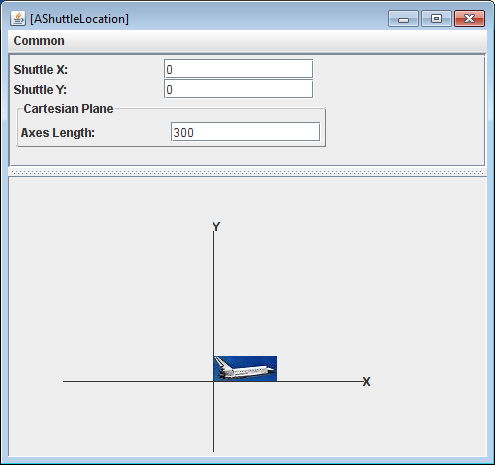 [AShuttleLocation]
Common
Shuttle X: 0
Shuttle Y: 0
Cartesian Plane
Axes Length: 300
Y
X